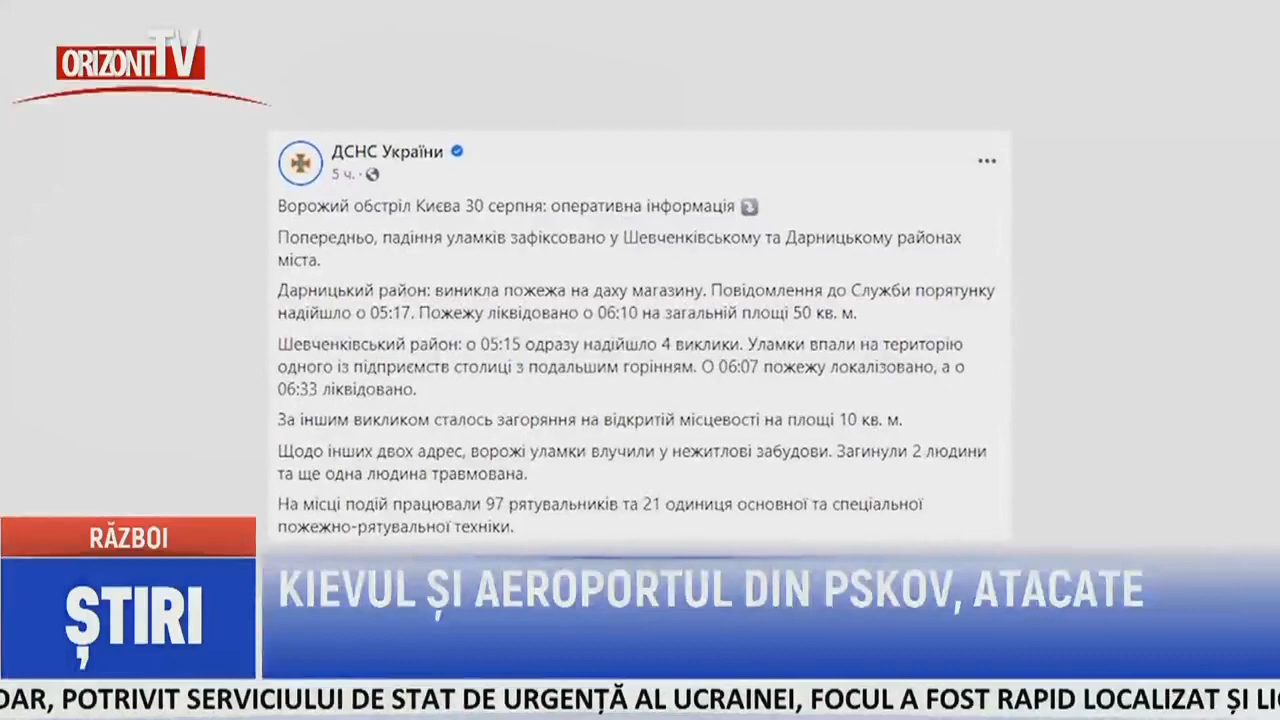 ORIZONT TV
ДСНС України
5 ч.
Ворожий обстріл Києва 30 серпня: оперативна інформація
Попередньо, падіння уламків зафіксовано у Шевченківському та Дарницькому районах
міста.
Дарницький район: виникла пожежа на даху магазину. Повідомлення до Служби порятунку
надійшло о 05:17. Пожежу ліквідовано о 06:10 на загальній площі 50 кв. м.
Шевченківський район: о 05:15 одразу надійшло 4 виклики. Уламки впали на територію
одного із підприємств столиці з подальшим горінням. О 06:07 пожежу локалізовано, а о
06:33 ліквідовано.
За іншим викликом сталось загоряння на відкритій місцевості на площі 10 кв. м.
Щодо інших двох адрес, ворожі уламки влучили у нежитлові забудови. Загинули 2 людини
та ще одна людина травмована.
На місці подій працювали 97 рятувальників та 21 одиниця основної та спеціальної
пожежно-рятувальної техніки.
RĂZBOI
ȘTIRI
KIEVUL ȘI AEROPORTUL DIN PSKOV, ATACATE
DAR, POTRIVIT SERVICIULUI DE STAT DE URGENȚĂ AL UCRAINEI, FOCUL A FOST RAPID LOCALIZAT ȘI